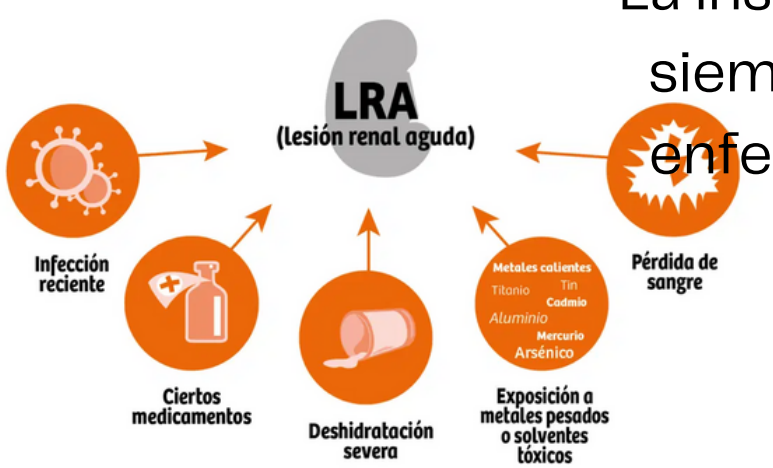 La
siem
enfe
LRA
(lesión renal aguda)
Infección
reciente
Ciertos
medicamentos
Deshidratación
severa
Metales calientes
Titanio Tin
Cadmio
Aluminio
Mercurio
Arsénico
Exposición a
metales pesados
o solventes
tóxicos
Pérdida de
sangre